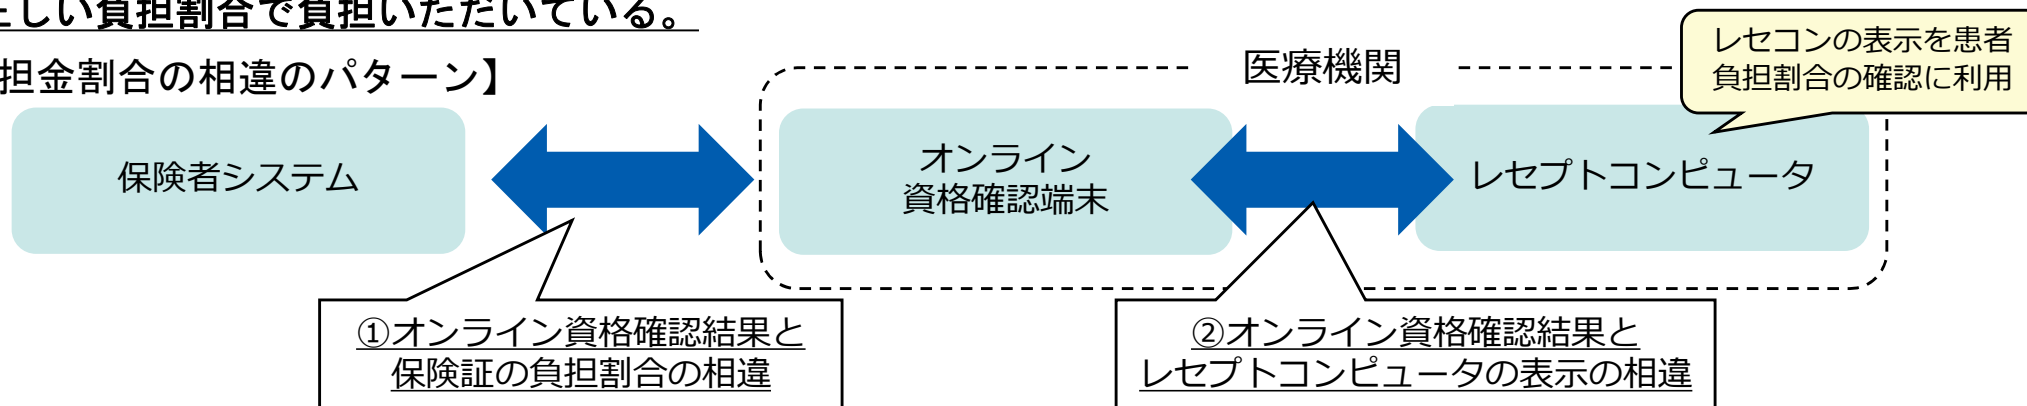 正しい負担割合で負担いただいている。
担金割合の相違のパターン】
医療機関
レセコンの表示を患者
負担割合の確認に利用
保険者システム
オンライン
資格確認端末
レセプトコンピュータ
①オンライン資格確認結果と
保険証の負担割合の相違
②オンライン資格確認結果と
レセプトコンピュータの表示の相違